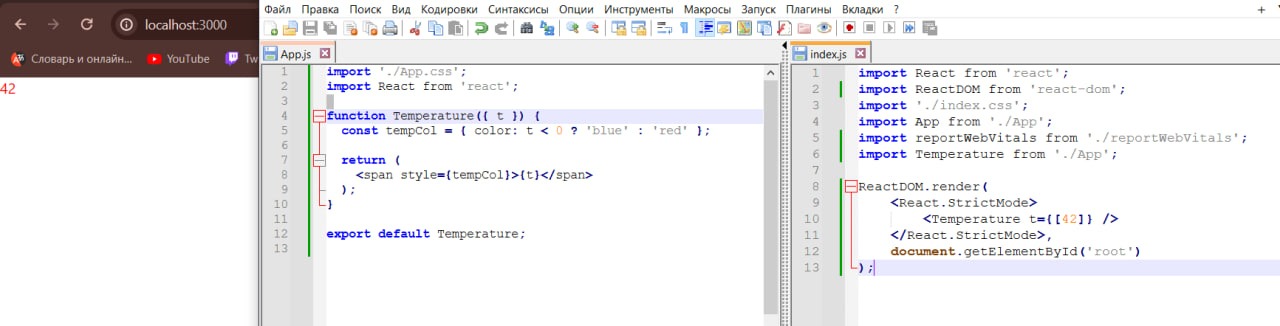 localhost:3000
Словарь и онлайн...
YouTube
Tw
42
Файл Правка Поиск Вид Кодировки Синтаксисы Опции Инструменты Макросы Запуск Плагины Вкладки ?
App.js
1 import './App.css';
2 import React from 'react';
3
4 function Temperature({ t }) {
5 const tempCol = { color: t < 0 ? 'blue' : 'red' };
6
7 return (
8 <span style={tempCol}>{t}</span>
9 );
10 }
11
12 export default Temperature;
13
index.js
1 import React from 'react';
2 import ReactDOM from 'react-dom';
3 import './index.css';
4 import App from './App';
5 import reportWebVitals from './reportWebVitals';
6 import Temperature from './App';
7
8 ReactDOM.render(
9 <React.StrictMode>
10 <Temperature t={[42]} />
11 </React.StrictMode>,
12 document.getElementById('root')
13 );